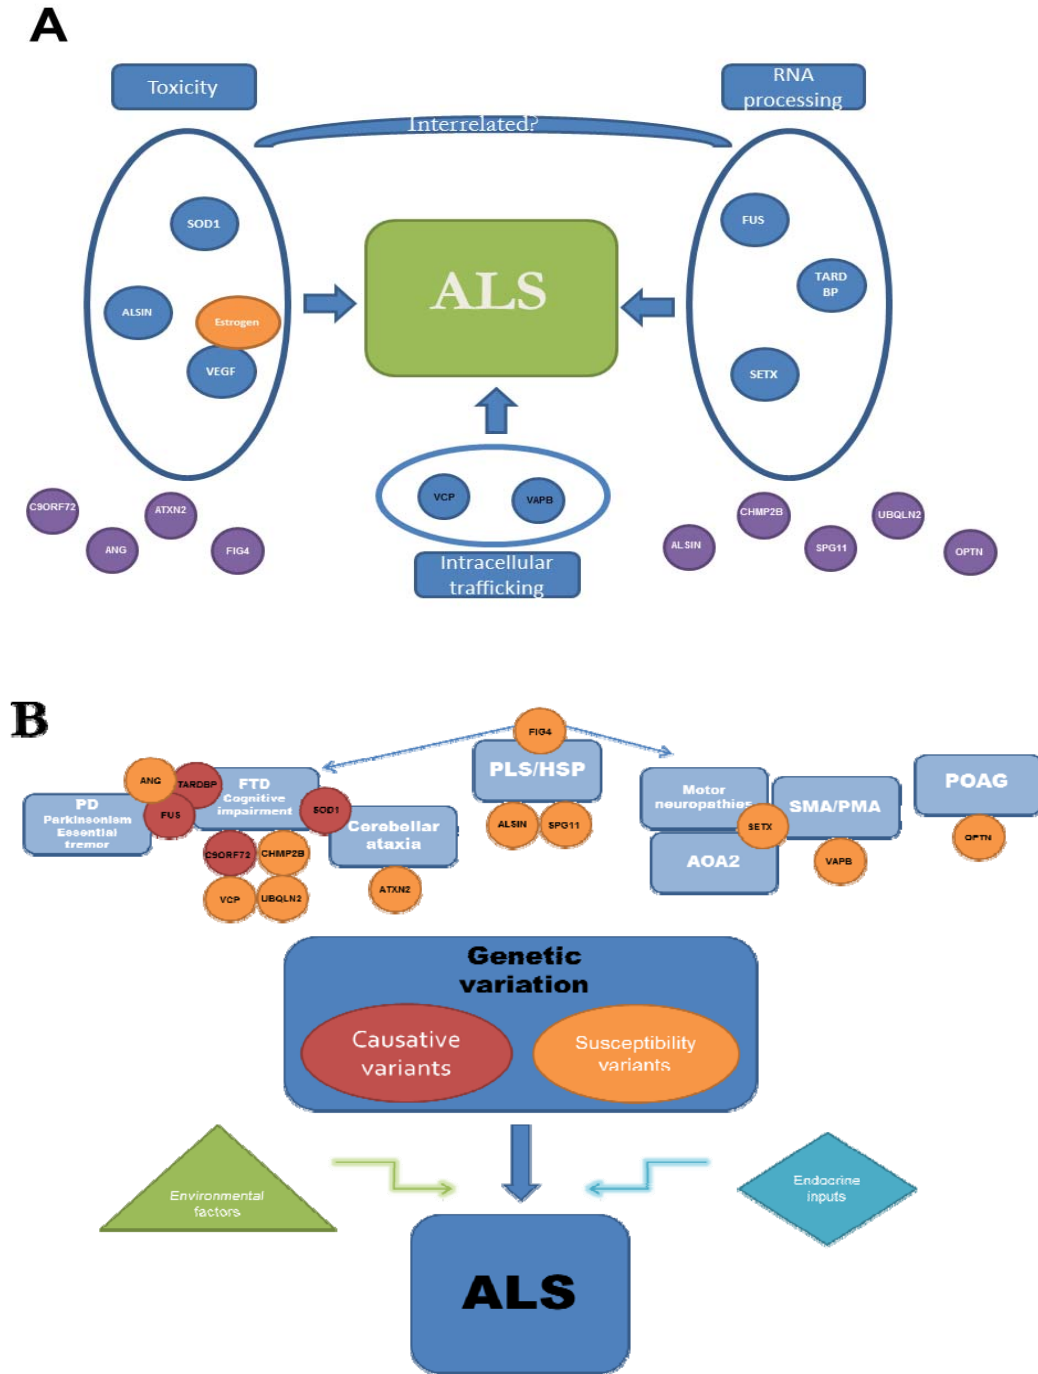 A
Toxicity
RNA
processing
Interrelated?
SOD1
FUS
TARD
BP
ALSIN
Estrogen
VEGF
SETX
ALS
VCP
VAPB
Intracellular
trafficking
C9ORF72
ATXN2
ANG
FIG4
CHMP2B
UBQLN2
ALSIN
SPG11
OPTN
B
FIG4
PLS/HSP
ALSIN
SPG11
ANG
TARDBP
FUS
PD
Parkinsonism
Essential
tremor
FTD
Cognitive
impairment
SOD1
C9ORF72
CHMP2B
VCP
UBQLN2
Cerebellar
ataxia
ATXN2
Motor
neuropathies
SETX
AOA2
SMA/PMA
VAPB
POAG
OPTN
Genetic
variation
Causative
variants
Susceptibility
variants
Environmental
factors
Endocrine
inputs
ALS